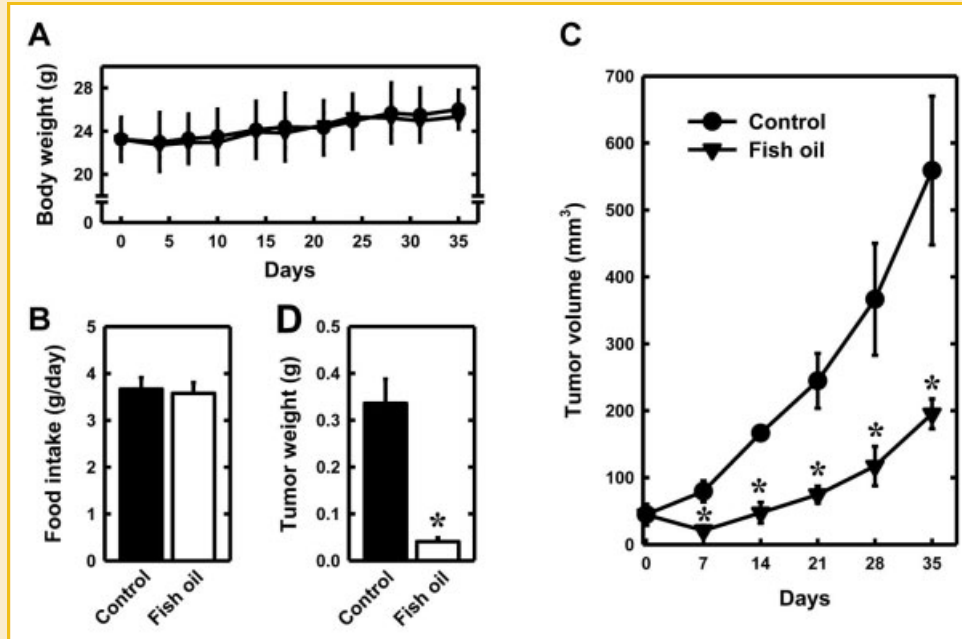 A
Body weight (g)
28
24
20
0
0 5 10 15 20 25 30 35
Days
B
Food intake (g/day)
5
4
3
2
1
0
Control
Fish oil
D
Tumor weight (g)
0.5
0.4
0.3
0.2
0.1
0.0
*
Control
Fish oil
C
Tumor volume (mm³)
700
600
500
400
300
200
100
0
Control
Fish oil
* * * * *
0 7 14 21 28 35
Days